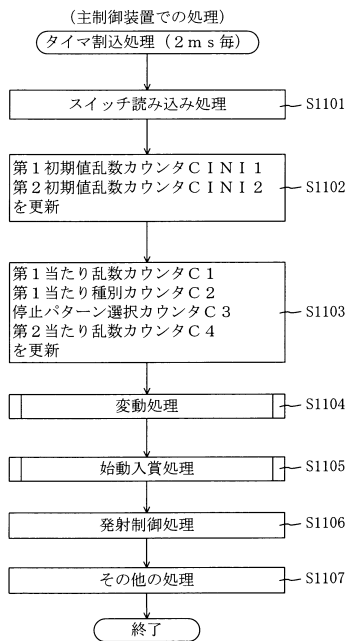 （主制御装置での処理）
タイマ割込処理（２ｍｓ毎）
スイッチ読み込み処理
S1101
第１初期値乱数カウンタＣＩＮＩ１
第２初期値乱数カウンタＣＩＮＩ２
を更新
S1102
第１当たり乱数カウンタＣ１
第１当たり種別カウンタＣ２
停止パターン選択カウンタＣ３
第２当たり乱数カウンタＣ４
を更新
S1103
変動処理
S1104
始動入賞処理
S1105
発射制御処理
S1106
その他の処理
S1107
終了